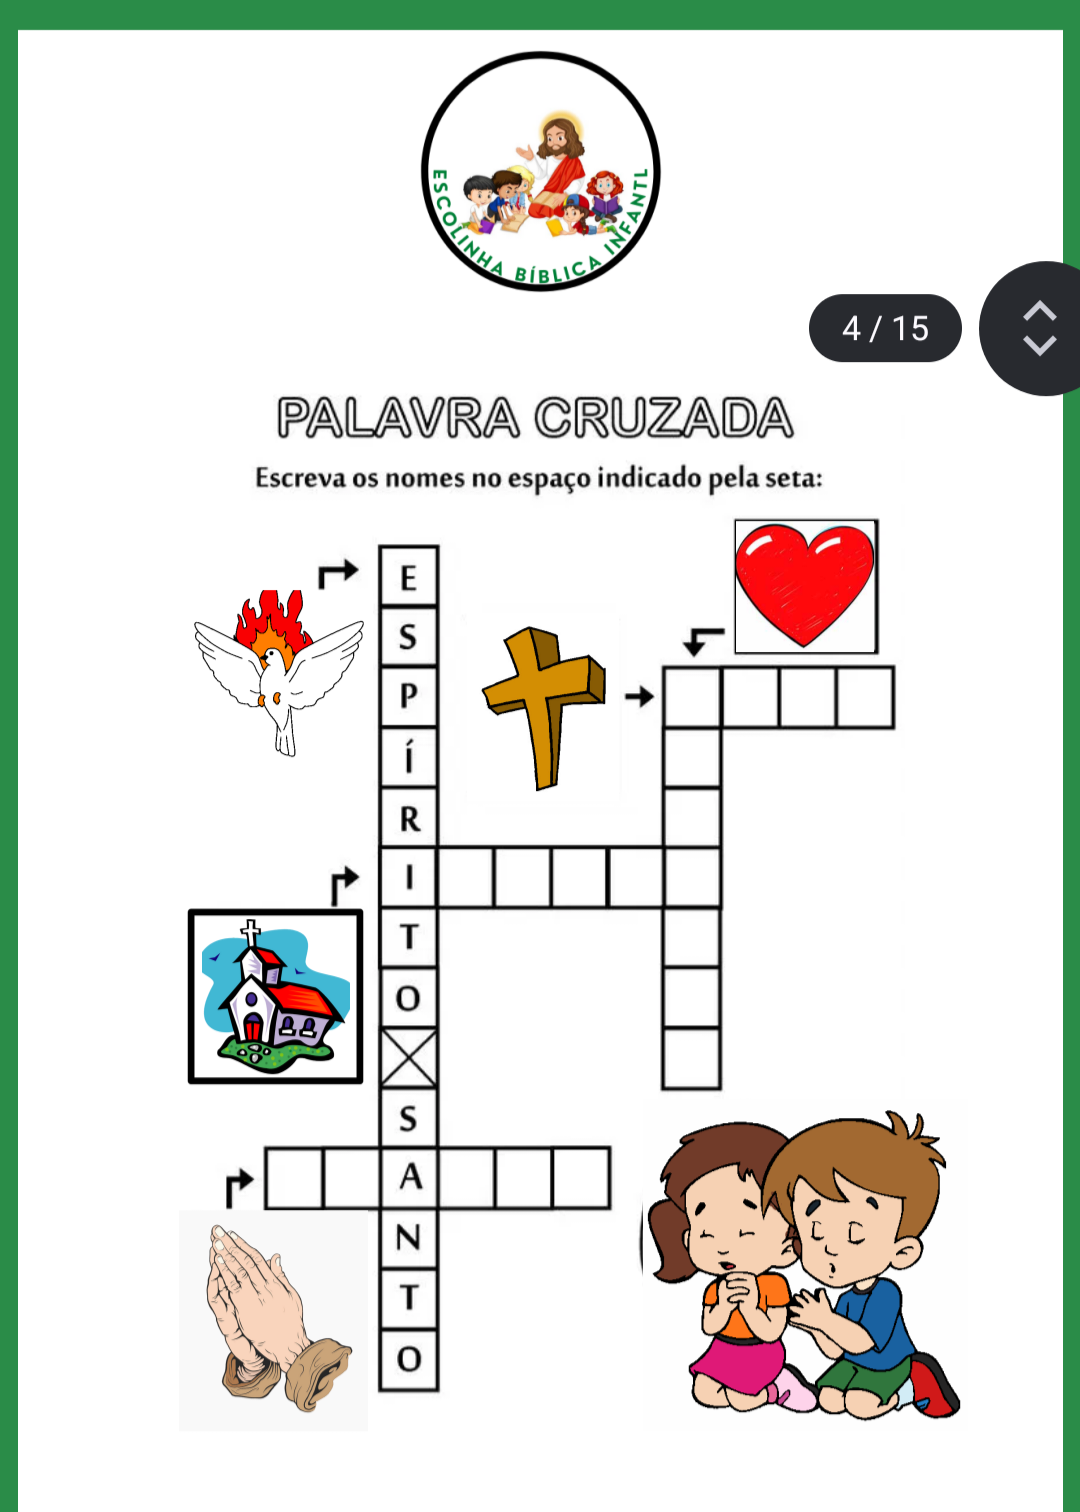 ESCOLINHA BÍBLICA INFANTL
4 / 15
PALAVRA CRUZADA
Escreva os nomes no espaço indicado pela seta:
E
S
P
Í
R
I
T
O
S
A
N
T
O